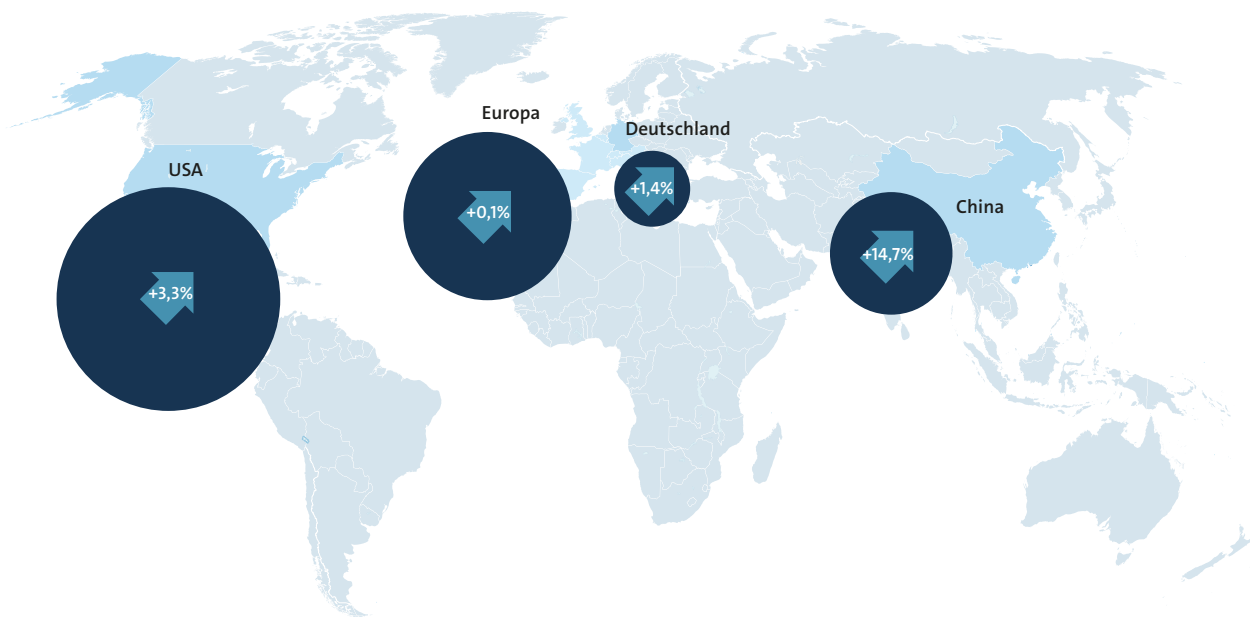 Europa
Deutschland
USA
+1,4%
China
+0,1%
+14,7%
+3,3%